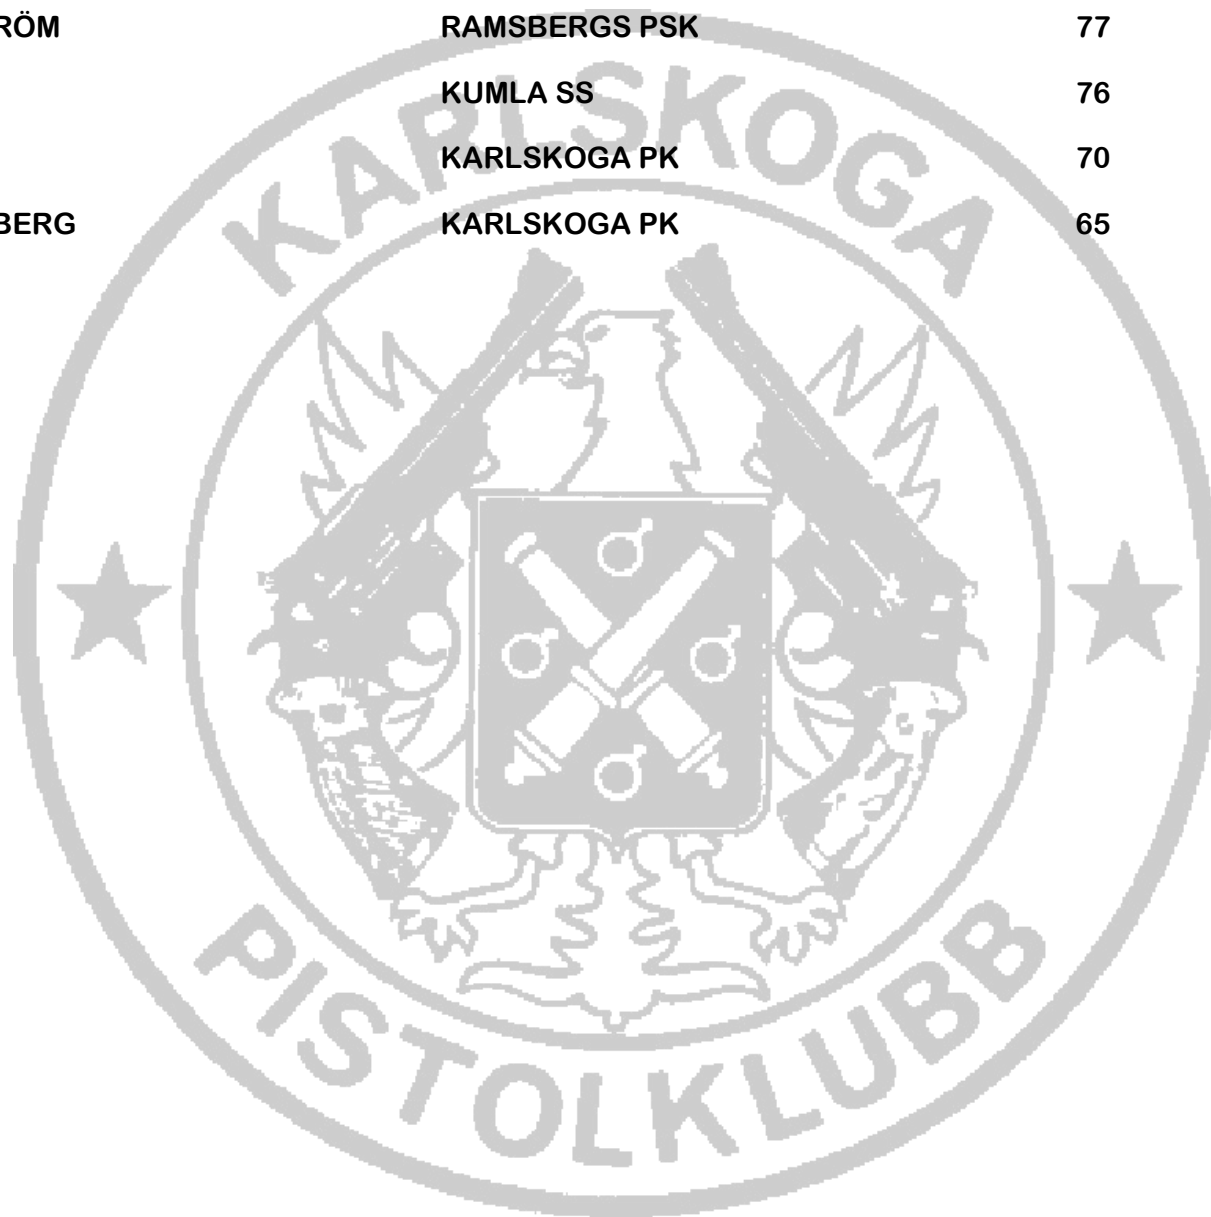 RÖM RAMSBERGS PSK 77
KUMLA SS 76
KARLSKOGA PK 70
BERG KARLSKOGA PK 65
KARLSKOGA
PISTOLKLUBB